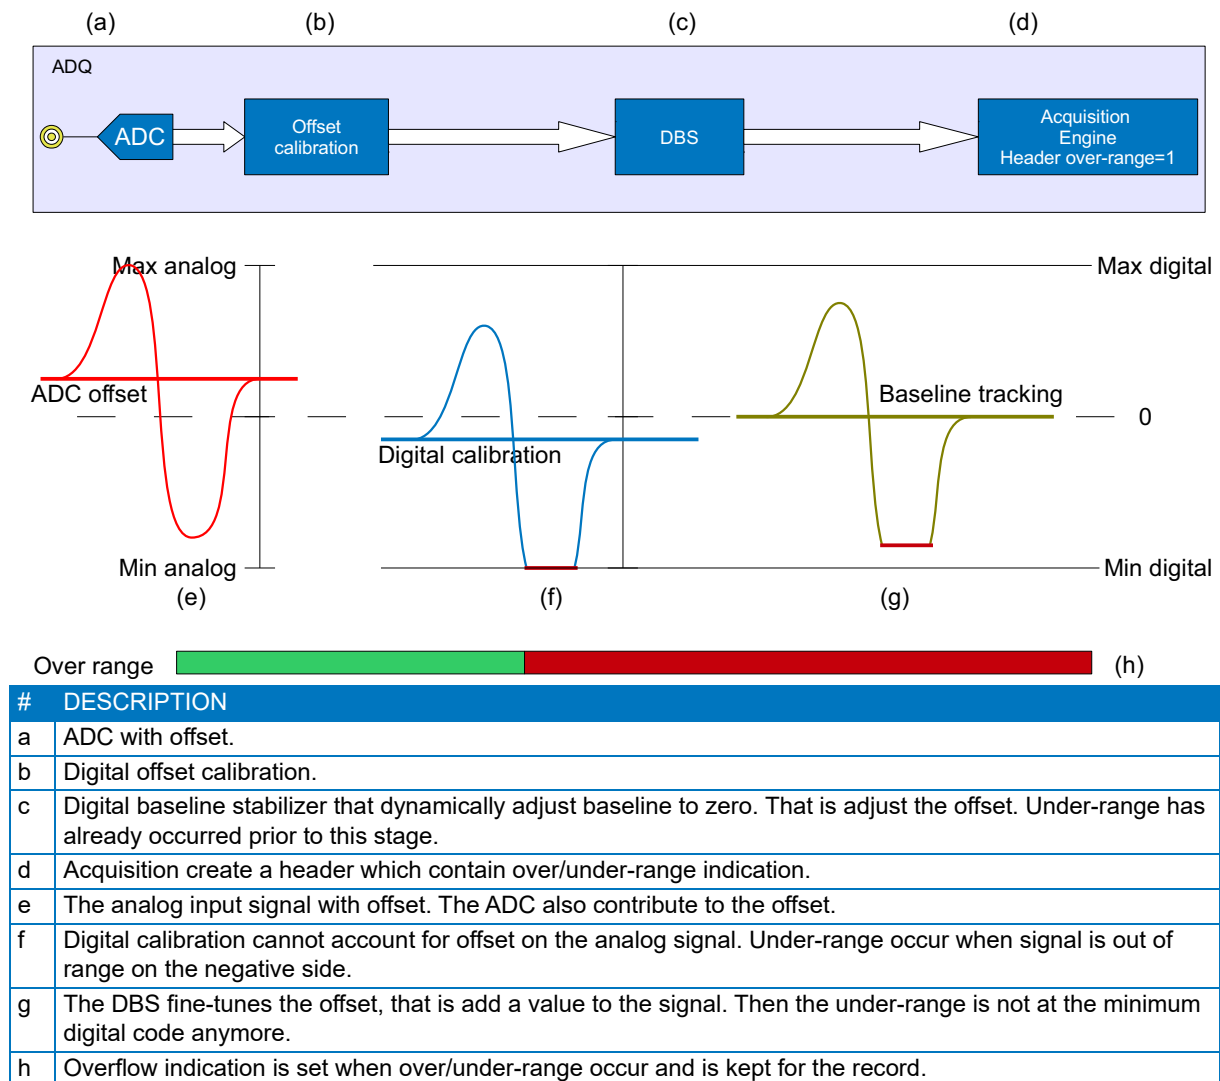 (a) (b) (c) (d)
ADQ
ADC
Offset
calibration
DBS
Acquisition
Engine
Header over-range=1
Max analog
Max digital
ADC offset
Baseline tracking
0
Digital calibration
Min analog
Min digital
(e) (f) (g)
Over range (h)
# DESCRIPTION
a ADC with offset.
b Digital offset calibration.
c Digital baseline stabilizer that dynamically adjust baseline to zero. That is adjust the offset. Under-range has
already occurred prior to this stage.
d Acquisition create a header which contain over/under-range indication.
e The analog input signal with offset. The ADC also contribute to the offset.
f Digital calibration cannot account for offset on the analog signal. Under-range occur when signal is out of
range on the negative side.
g The DBS fine-tunes the offset, that is add a value to the signal. Then the under-range is not at the minimum
digital code anymore.
h Overflow indication is set when over/under-range occur and is kept for the record.